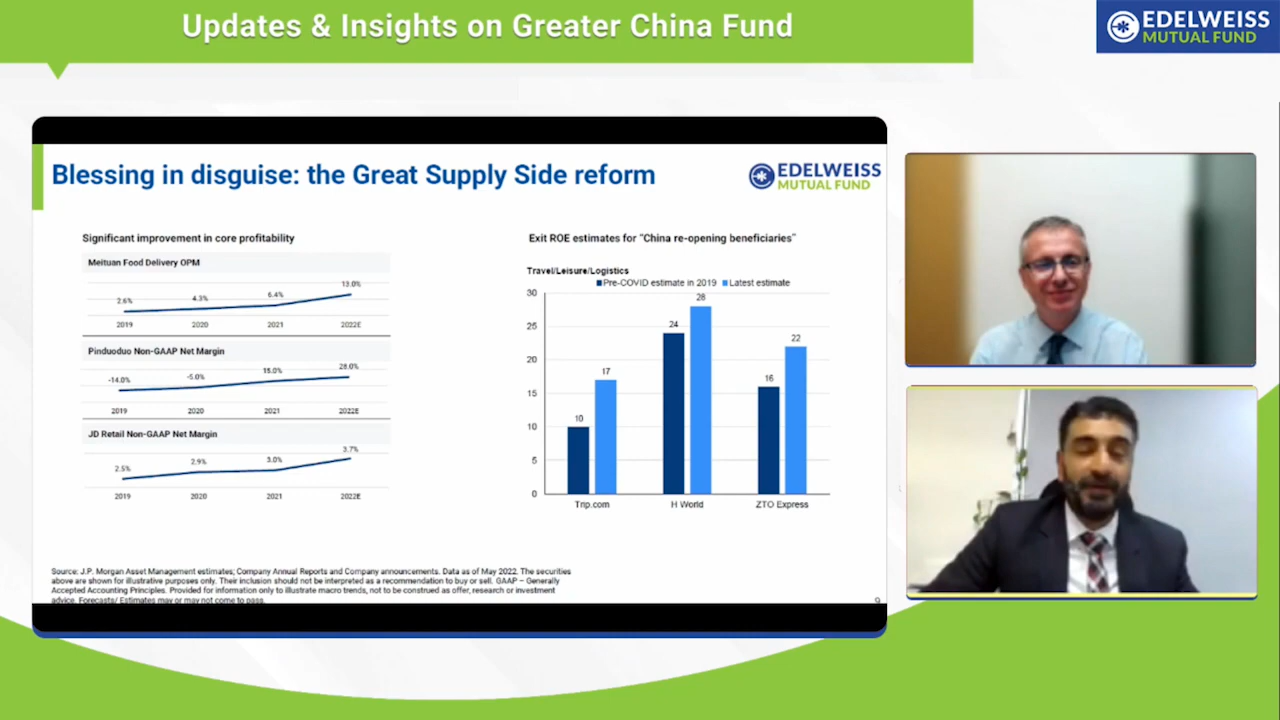 Updates & Insights on Greater China Fund
EDELWEISS
MUTUAL FUND
Blessing in disguise: the Great Supply Side reform
EDELWEISS
MUTUAL FUND
Significant improvement in core profitability
Meituan Food Delivery OPM
2.6% 4.3% 6.4% 13.0%
2019 2020 2021 2022E
Pinduoduo Non-GAAP Net Margin
-14.0% -5.0% 15.0% 28.0%
2019 2020 2021 2022E
JD Retail Non-GAAP Net Margin
2.5% 2.9% 3.0% 3.7%
2019 2020 2021 2022E
Exit ROE estimates for "China re-opening beneficiaries"
Travel/Leisure/Logistics
Pre-COVID estimate in 2019 Latest estimate
30
25
20
15
10
5
0
10 17 24 28 16 22
Trip.com H World ZTO Express
Source: J.P. Morgan Asset Management estimates; Company Annual Reports and Company announcements. Data as of May 2022. The securities
above are shown for illustrative purposes only. Their inclusion should not be interpreted as a recommendation to buy or sell. GAAP – Generally
Accepted Accounting Principles. Provided for information only to illustrate macro trends, not to be construed as offer, research or investment
advice. Forecasts/ Estimates may or may not come to pass.
9